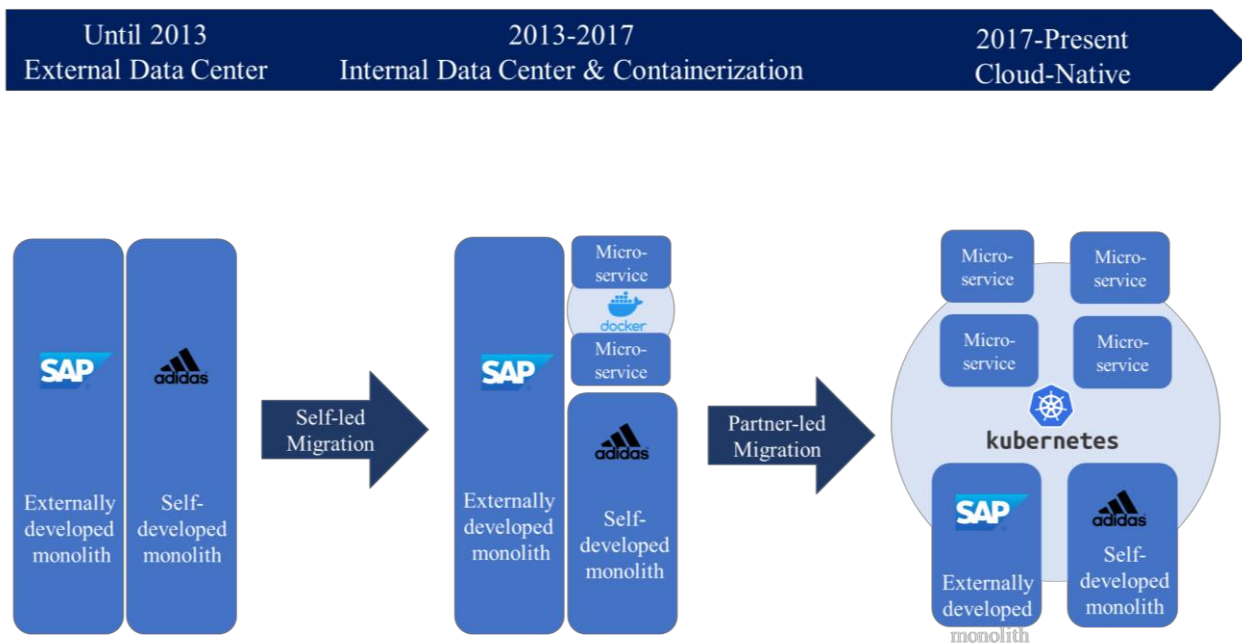 Until 2013
External Data Center
2013-2017
Internal Data Center & Containerization
2017-Present
Cloud-Native
SAP
Externally
developed
monolith
adidas
Self-
developed
monolith
Self-led
Migration
SAP
Externally
developed
monolith
Micro-
service
docker
Micro-
service
adidas
Self-
developed
monolith
Partner-led
Migration
Micro-
service
Micro-
service
Micro-
service
Micro-
service
kubernetes
SAP
Externally
developed
monolith
adidas
Self-
developed
monolith